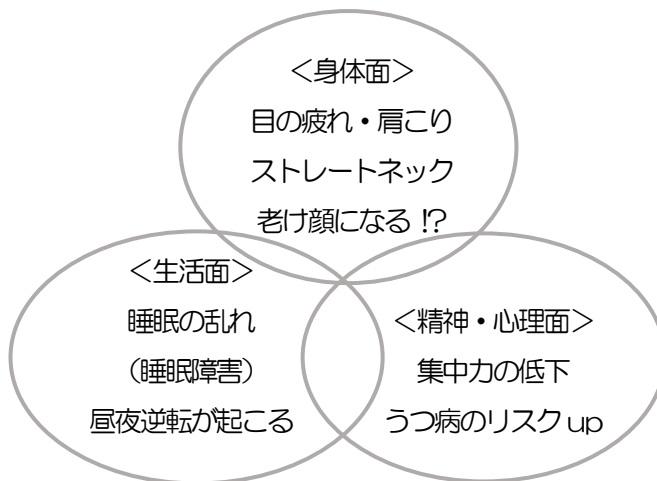 ＜身体面＞
目の疲れ・肩こり
ストレートネック
老け顔になる !?
＜生活面＞
睡眠の乱れ
（睡眠障害）
昼夜逆転が起こる
＜精神・心理面＞
集中力の低下
うつ病のリスク up